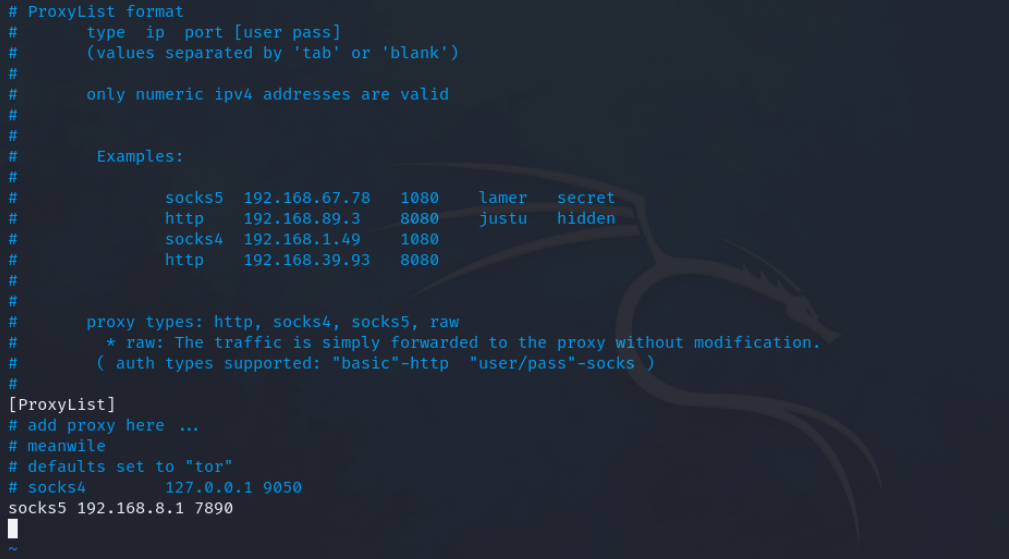 # ProxyList format
#       type  ip  port [user pass]
#       (values separated by 'tab' or 'blank')
#
#       only numeric ipv4 addresses are valid
#
#
#        Examples:
#
#               socks5  192.168.67.78   1080    lamer   secret
#               http    192.168.89.3    8080    justu   hidden
#               socks4  192.168.1.49    1080
#               http    192.168.39.93   8080
#
#
#       proxy types: http, socks4, socks5, raw
#         * raw: The traffic is simply forwarded to the proxy without modification.
#        ( auth types supported: "basic"-http  "user/pass"-socks )
#
[ProxyList]
# add proxy here ...
# meanwile
# defaults set to "tor"
# socks4        127.0.0.1 9050
socks5 192.168.8.1 7890
~